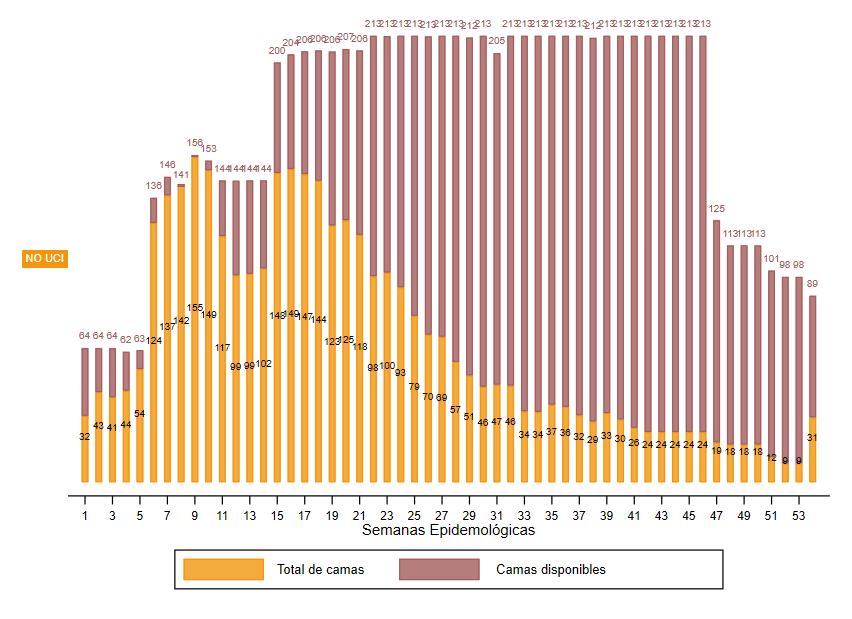 213 213 213 213 213 213 213 212 213 213 213 213 213 213 213 212 213 213 213 213 213 213 213 213
200 204 206 206 206 207 206 205
156 153
146 141 144 144 144 144
136
125
113 113 113
101 98 98
89
NO UCI
64 64 64 62 63
124 137 142 155 149 117 99 99 102 148 149 147 144 123 125 118 98 100 93 79 70 69 57 51 46 47 46 34 34 37 36 32 29 33 30 26 24 24 24 24 24 19 18 18 18 12 9 9 31
32 43 41 44 54
1 3 5 7 9 11 13 15 17 19 21 23 25 27 29 31 33 35 37 39 41 43 45 47 49 51 53
Semanas Epidemológicas
Total de camas Camas disponibles